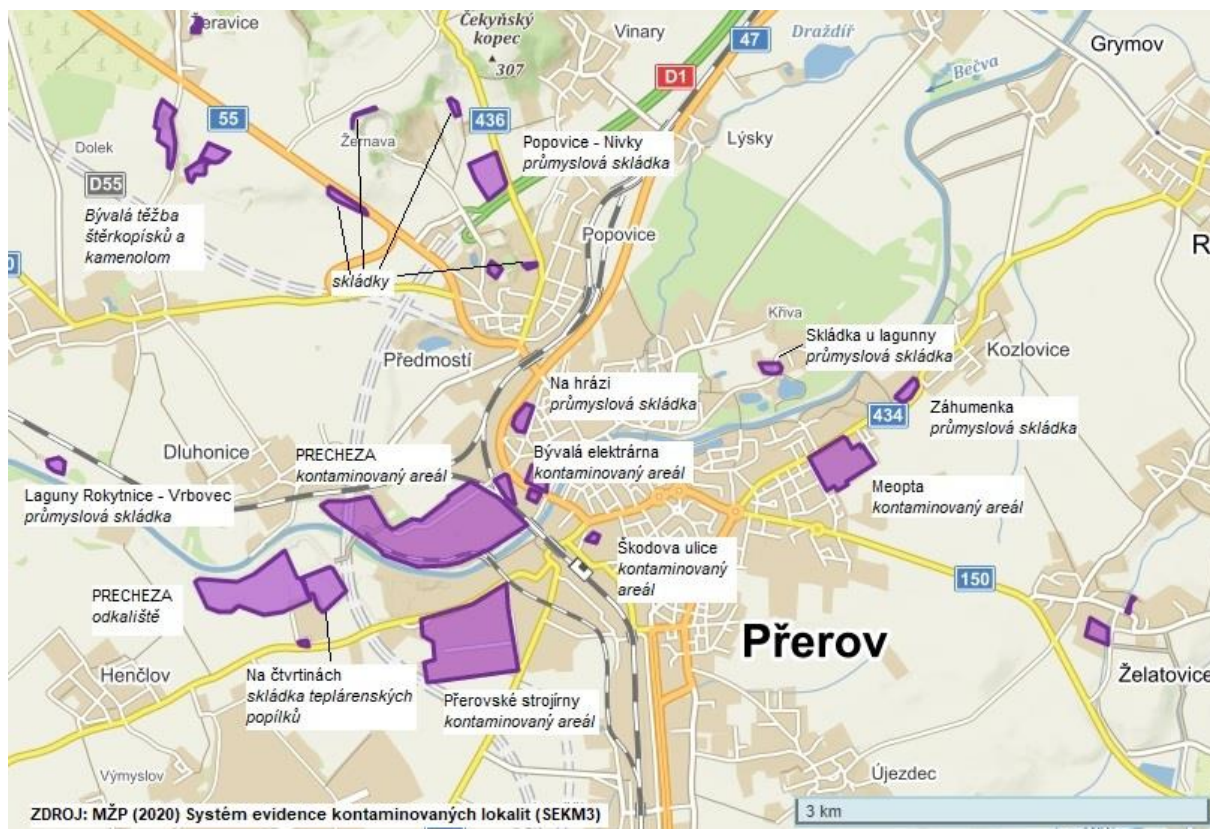 Žeravice
Čekyňský
kopec
307
Vinary
47
Draždíř
Grymov
Bečva
D1
55
436
Dolek
Žernava
Lýsky
Popovice - Nivky
průmyslová skládka
D55
Bývalá těžba
štěrkopísků a
kamenolom
Popovice
R
skládky
Křivá
Předmostí
Skládka u lagunny
průmyslová skládka
Kozlovice
Na hrázi
průmyslová skládka
434
Záhumenka
průmyslová skládka
Dluhonice
PRECHEZA
kontaminovaný areál
Bývalá elektrárna
kontaminovaný areál
Meopta
kontaminovaný areál
Laguny Rokytnice - Vrbovec
průmyslová skládka
Škodova ulice
kontaminovaný
areál
150
PRECHEZA
odkaliště
Přerov
Henčlov
Na čtvrtinách
skládka teplárenských
popílků
Želatovice
Přerovské strojírny
kontaminovaný areál
Výmyslov
Újezdec
ZDROJ: MŽP (2020) Systém evidence kontaminovaných lokalit (SEKM3)
3 km